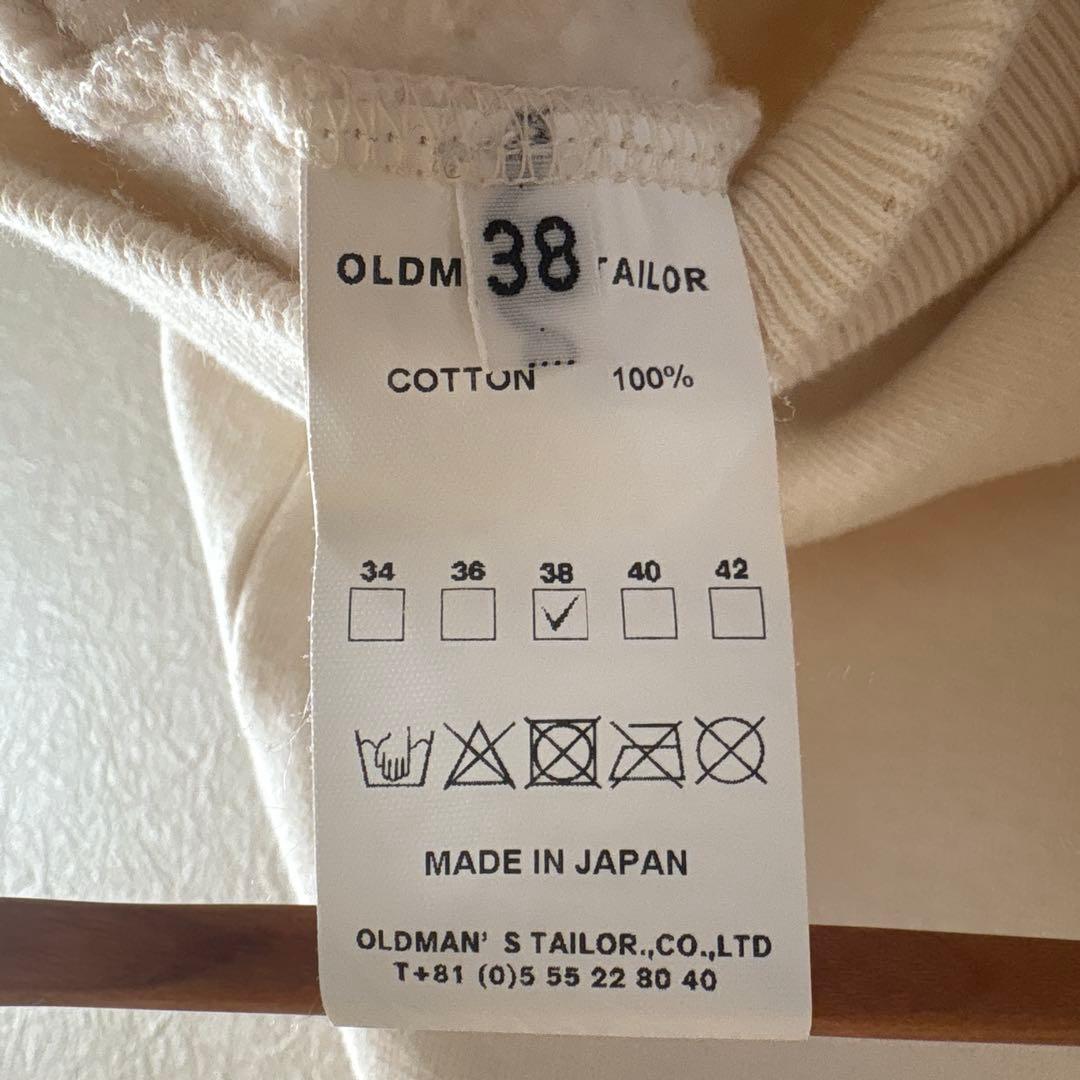 38
OLDM TAILOR
COTTON 100%
34 36 38 40 42
MADE IN JAPAN
OLDMAN' S TAILOR.,CO.,LTD
T+81 (0)5 55 22 80 40